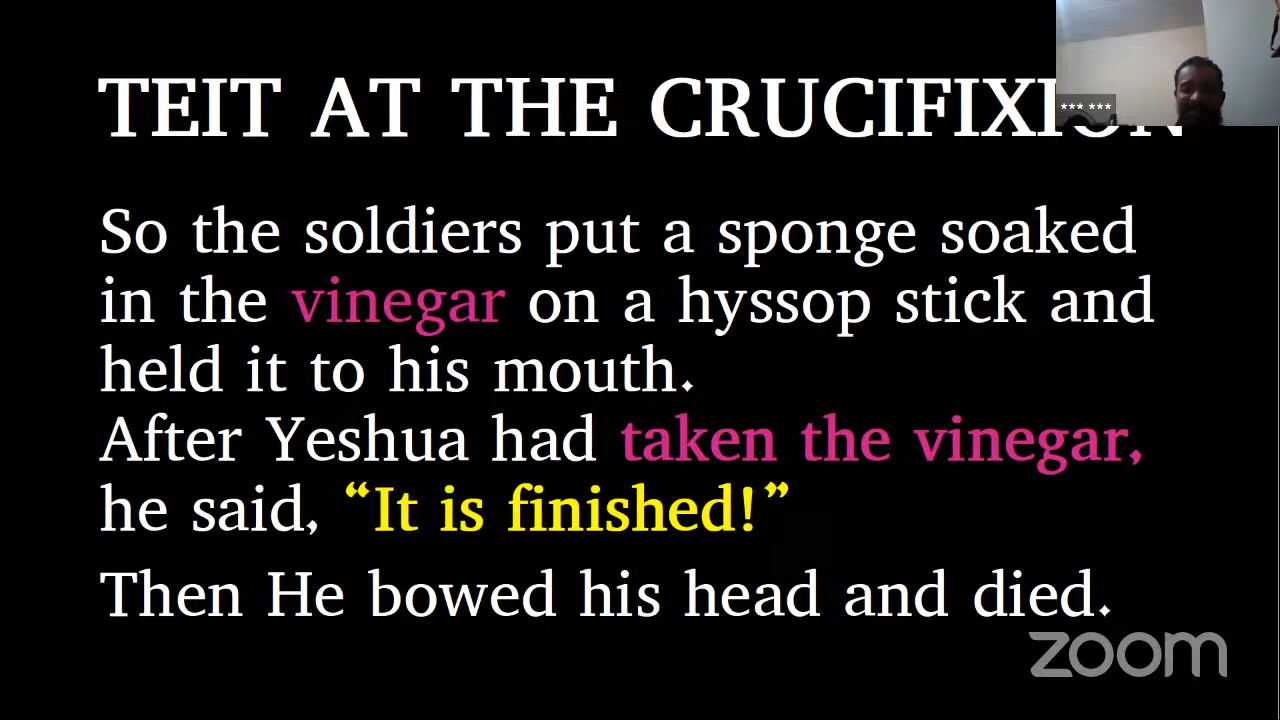 TEIT AT THE CRUCIFIXION
*** ***
So the soldiers put a sponge soaked
in the vinegar on a hyssop stick and
held it to his mouth.
After Yeshua had taken the vinegar,
he said, “It is finished!”
Then He bowed his head and died.
zoom